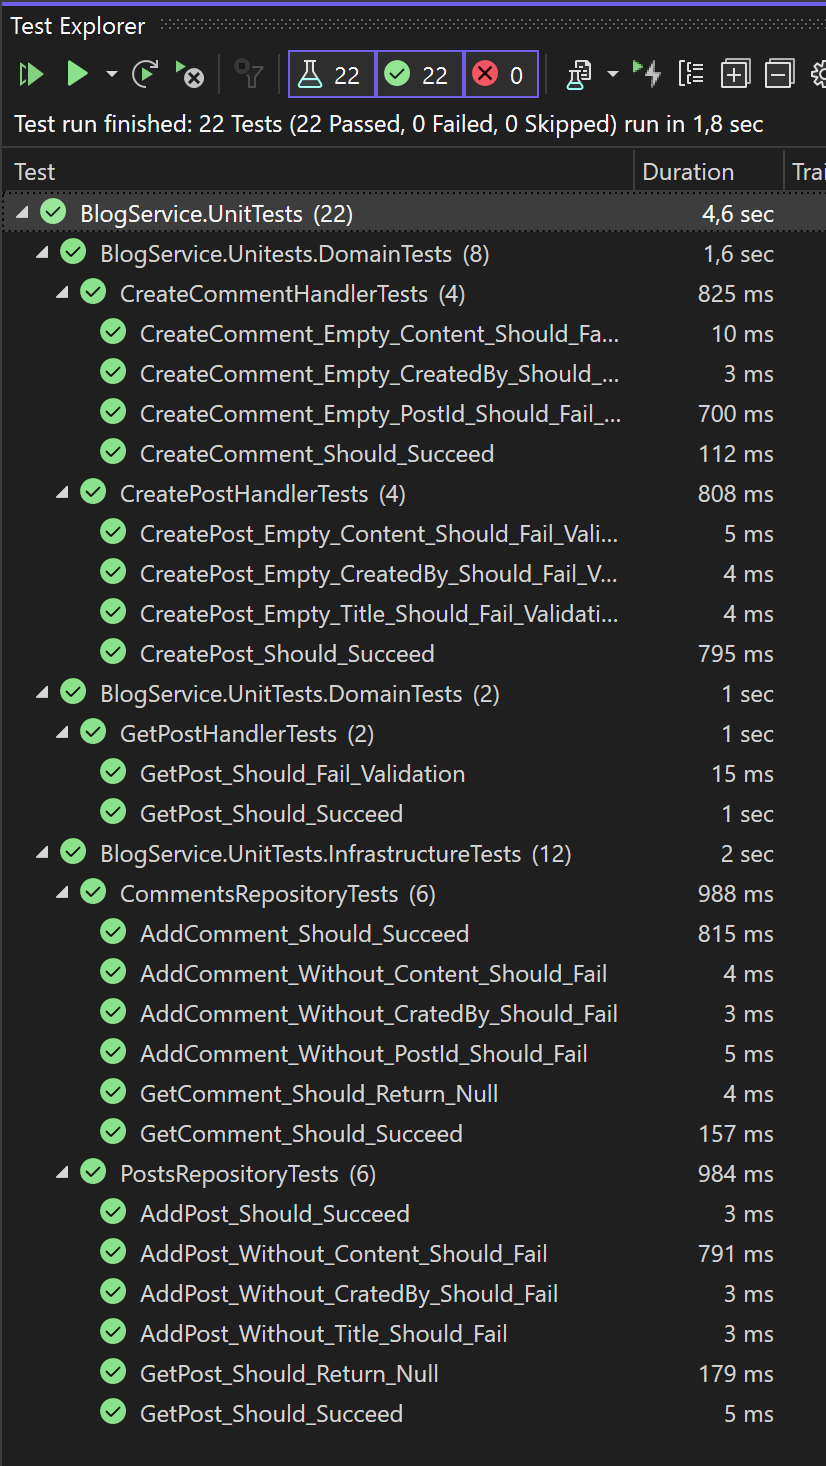 Test Explorer
22 22 0
Test run finished: 22 Tests (22 Passed, 0 Failed, 0 Skipped) run in 1,8 sec
Test Duration Trai
BlogService.UnitTests (22) 4,6 sec
BlogService.Unitests.DomainTests (8) 1,6 sec
CreateCommentHandlerTests (4) 825 ms
CreateComment_Empty_Content_Should_Fa... 10 ms
CreateComment_Empty_CreatedBy_Should_... 3 ms
CreateComment_Empty_PostId_Should_Fail_... 700 ms
CreateComment_Should_Succeed 112 ms
CreatePostHandlerTests (4) 808 ms
CreatePost_Empty_Content_Should_Fail_Vali... 5 ms
CreatePost_Empty_CreatedBy_Should_Fail_V... 4 ms
CreatePost_Empty_Title_Should_Fail_Validati... 4 ms
CreatePost_Should_Succeed 795 ms
BlogService.UnitTests.DomainTests (2) 1 sec
GetPostHandlerTests (2) 1 sec
GetPost_Should_Fail_Validation 15 ms
GetPost_Should_Succeed 1 sec
BlogService.UnitTests.InfrastructureTests (12) 2 sec
CommentsRepositoryTests (6) 988 ms
AddComment_Should_Succeed 815 ms
AddComment_Without_Content_Should_Fail 4 ms
AddComment_Without_CratedBy_Should_Fail 3 ms
AddComment_Without_PostId_Should_Fail 5 ms
GetComment_Should_Return_Null 4 ms
GetComment_Should_Succeed 157 ms
PostsRepositoryTests (6) 984 ms
AddPost_Should_Succeed 3 ms
AddPost_Without_Content_Should_Fail 791 ms
AddPost_Without_CratedBy_Should_Fail 3 ms
AddPost_Without_Title_Should_Fail 3 ms
GetPost_Should_Return_Null 179 ms
GetPost_Should_Succeed 5 ms